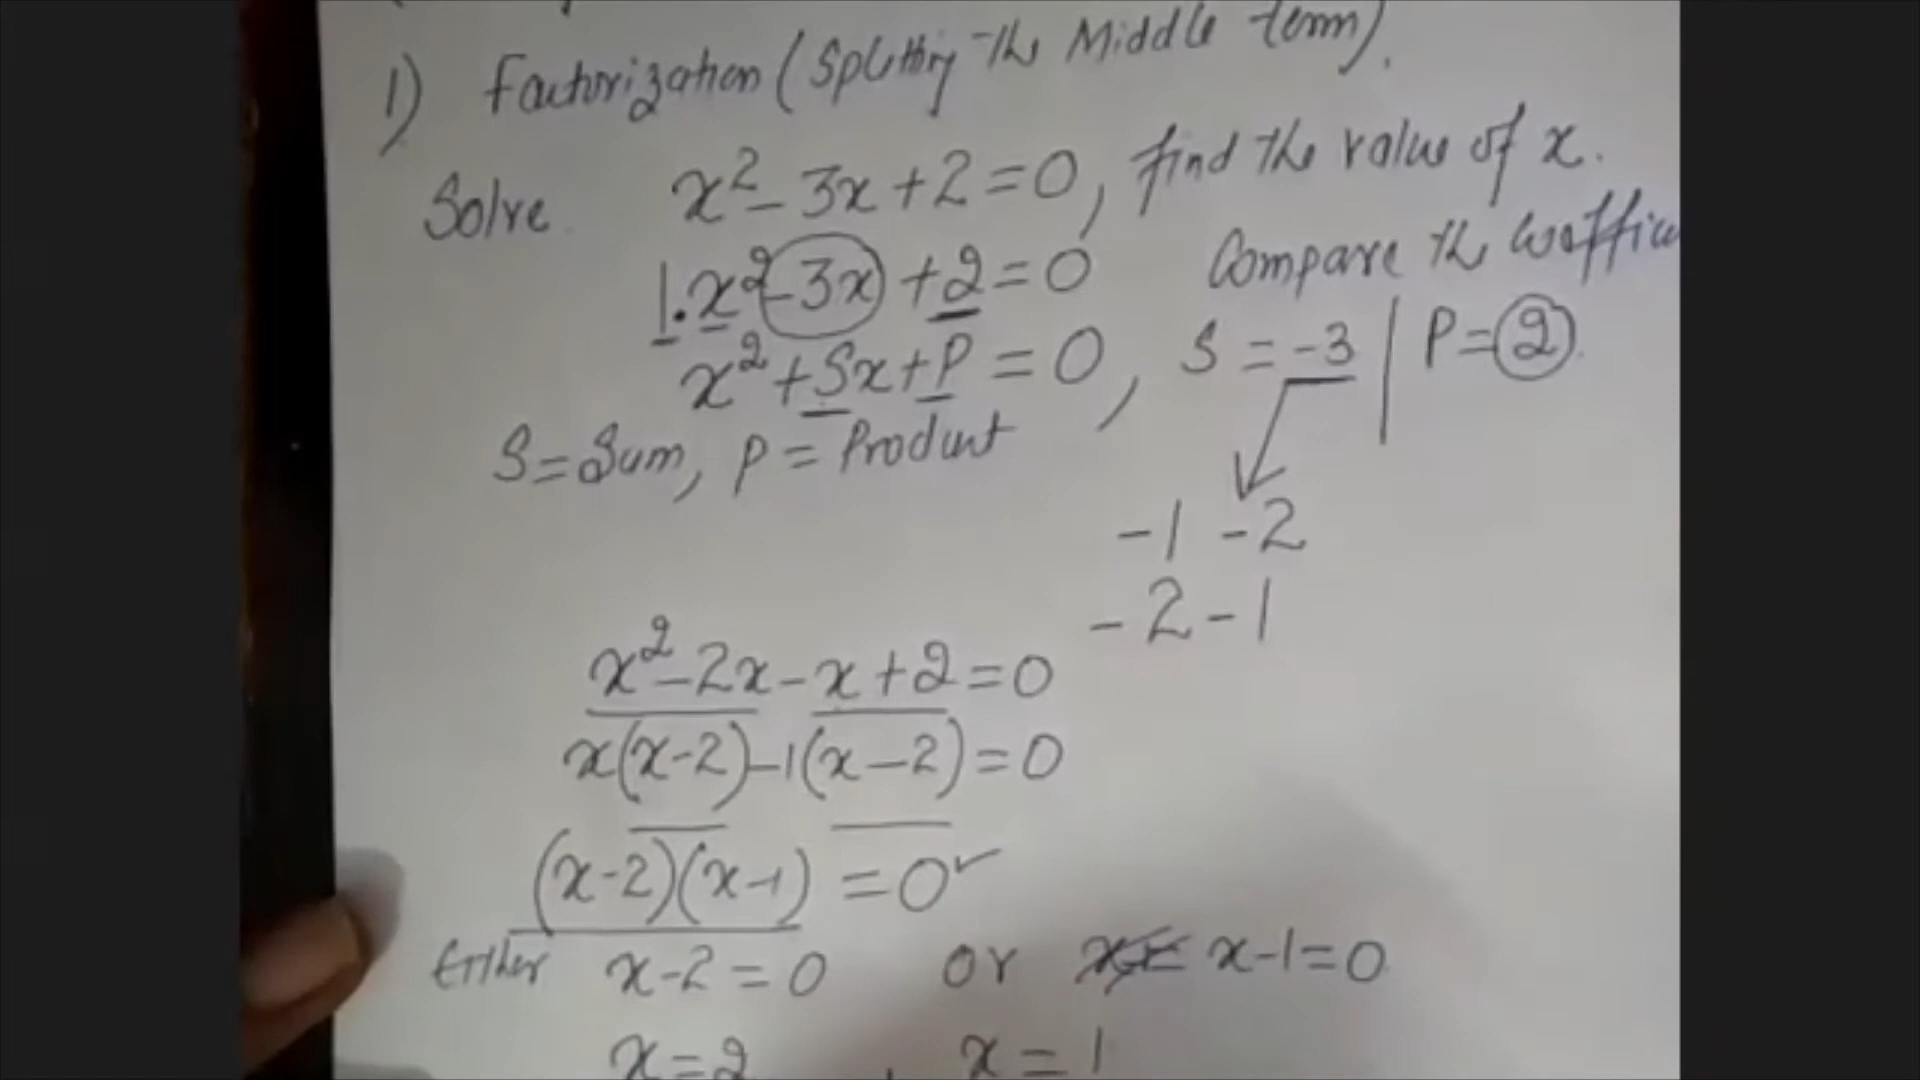 1) Factorization (Splitting the Middle term).
Solve x² - 3x + 2 = 0, find the value of x.
1.x² - 3x + 2 = 0 Compare the
x² + Sx + P = 0, S = -3 | P = 2
S = Sum, P = Product
-1 -2
-2 -1
x² - 2x - x + 2 = 0
x(x-2) - 1(x-2) = 0
(x-2)(x-1) = 0
Either x-2 = 0 or x-1 = 0
x = 2, x = 1